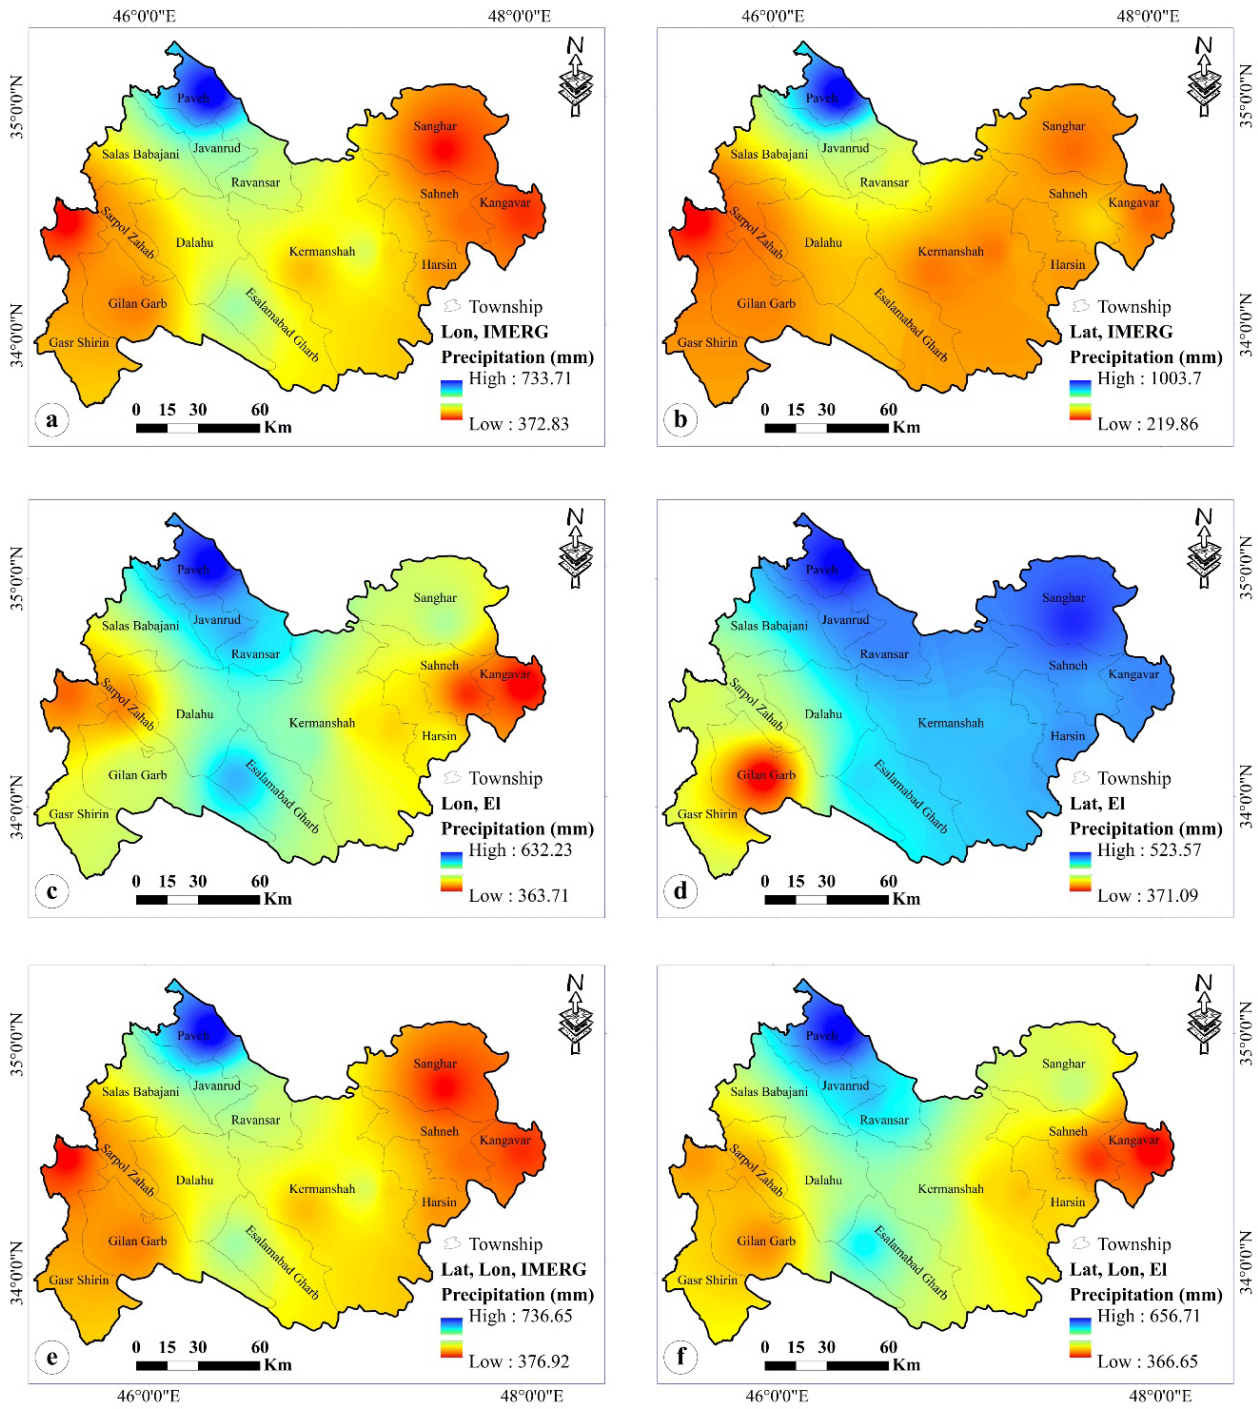 46°0'0"E
48°0'0"E
46°0'0"E
48°0'0"E
35°0'0"N
34°0'0"N
N
Paveh
Sanghar
Salas Babajani
Javanrud
Ravansar
Sahneh
Kangavar
Sarpol Zahab
Dalahu
Kermanshah
Harsin
Gilan Garb
Esalamabad Gharb
Gasr Shirin
Township
Lon, IMERG
Precipitation (mm)
High : 733.71
Low : 372.83
a
0 15 30 60
Km
N
Paveh
Sanghar
Salas Babajani
Javanrud
Ravansar
Sahneh
Kangavar
Sarpol Zahab
Dalahu
Kermanshah
Harsin
Gilan Garb
Esalamabad Gharb
Gasr Shirin
Township
Lat, IMERG
Precipitation (mm)
High : 1003.7
Low : 219.86
b
0 15 30 60
Km
35°0'0"N
34°0'0"N
35°0'0"N
34°0'0"N
N
Paveh
Sanghar
Salas Babajani
Javanrud
Ravansar
Sahneh
Kangavar
Sarpol Zahab
Dalahu
Kermanshah
Harsin
Gilan Garb
Esalamabad Gharb
Gasr Shirin
Township
Lon, El
Precipitation (mm)
High : 632.23
Low : 363.71
c
0 15 30 60
Km
N
Paveh
Sanghar
Salas Babajani
Javanrud
Ravansar
Sahneh
Kangavar
Sarpol Zahab
Dalahu
Kermanshah
Harsin
Gilan Garb
Esalamabad Gharb
Gasr Shirin
Township
Lat, El
Precipitation (mm)
High : 523.57
Low : 371.09
d
0 15 30 60
Km
35°0'0"N
34°0'0"N
35°0'0"N
34°0'0"N
N
Paveh
Sanghar
Salas Babajani
Javanrud
Ravansar
Sahneh
Kangavar
Sarpol Zahab
Dalahu
Kermanshah
Harsin
Gilan Garb
Esalamabad Gharb
Gasr Shirin
Township
Lat, Lon, IMERG
Precipitation (mm)
High : 736.65
Low : 376.92
e
0 15 30 60
Km
N
Paveh
Sanghar
Salas Babajani
Javanrud
Ravansar
Sahneh
Kangavar
Sarpol Zahab
Dalahu
Kermanshah
Harsin
Gilan Garb
Esalamabad Gharb
Gasr Shirin
Township
Lat, Lon, El
Precipitation (mm)
High : 656.71
Low : 366.65
f
0 15 30 60
Km
35°0'0"N
34°0'0"N
46°0'0"E
48°0'0"E
46°0'0"E
48°0'0"E